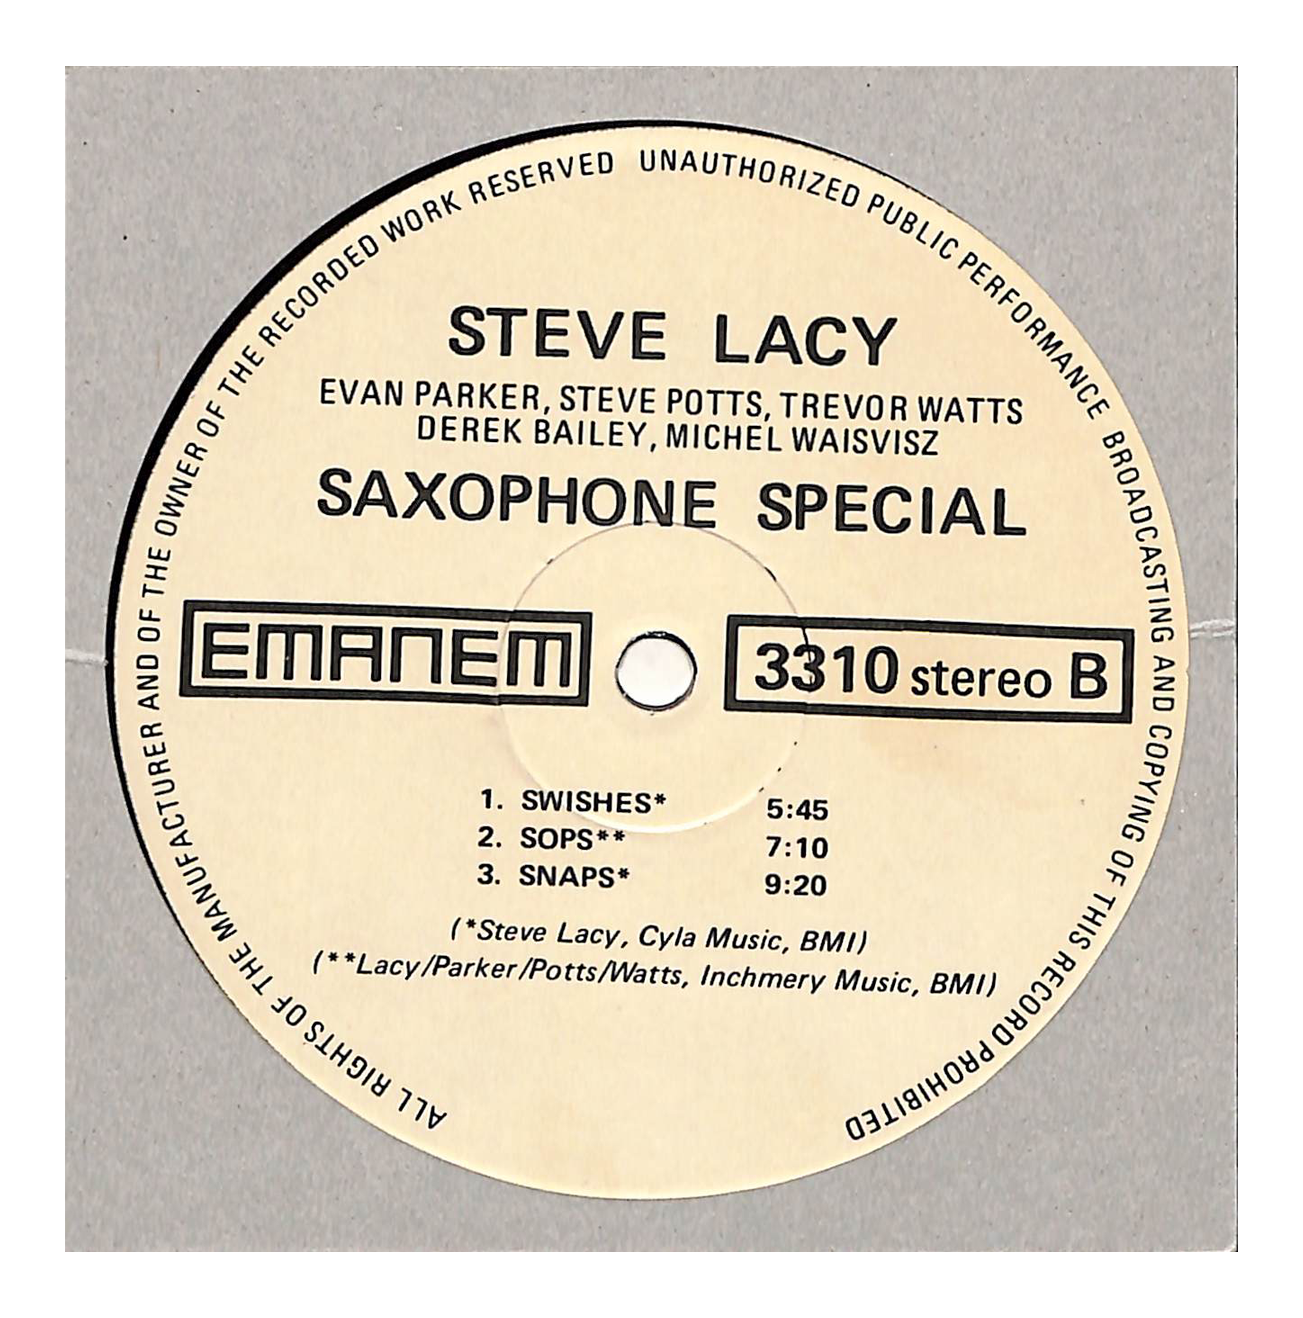 ALL RIGHTS OF THE MANUFACTURER AND OF THE OWNER OF THE RECORDED WORK RESERVED UNAUTHORIZED PUBLIC PERFORMANCE BROADCASTING AND COPYING OF THIS RECORD PROHIBITED
STEVE LACY
EVAN PARKER, STEVE POTTS, TREVOR WATTS
DEREK BAILEY, MICHEL WAISVISZ
SAXOPHONE SPECIAL
EMANEM 3310 stereo B
1. SWISHES* 5:45
2. SOPS** 7:10
3. SNAPS* 9:20
(*Steve Lacy, Cyla Music, BMI)
(**Lacy/Parker/Potts/Watts, Inchmery Music, BMI)